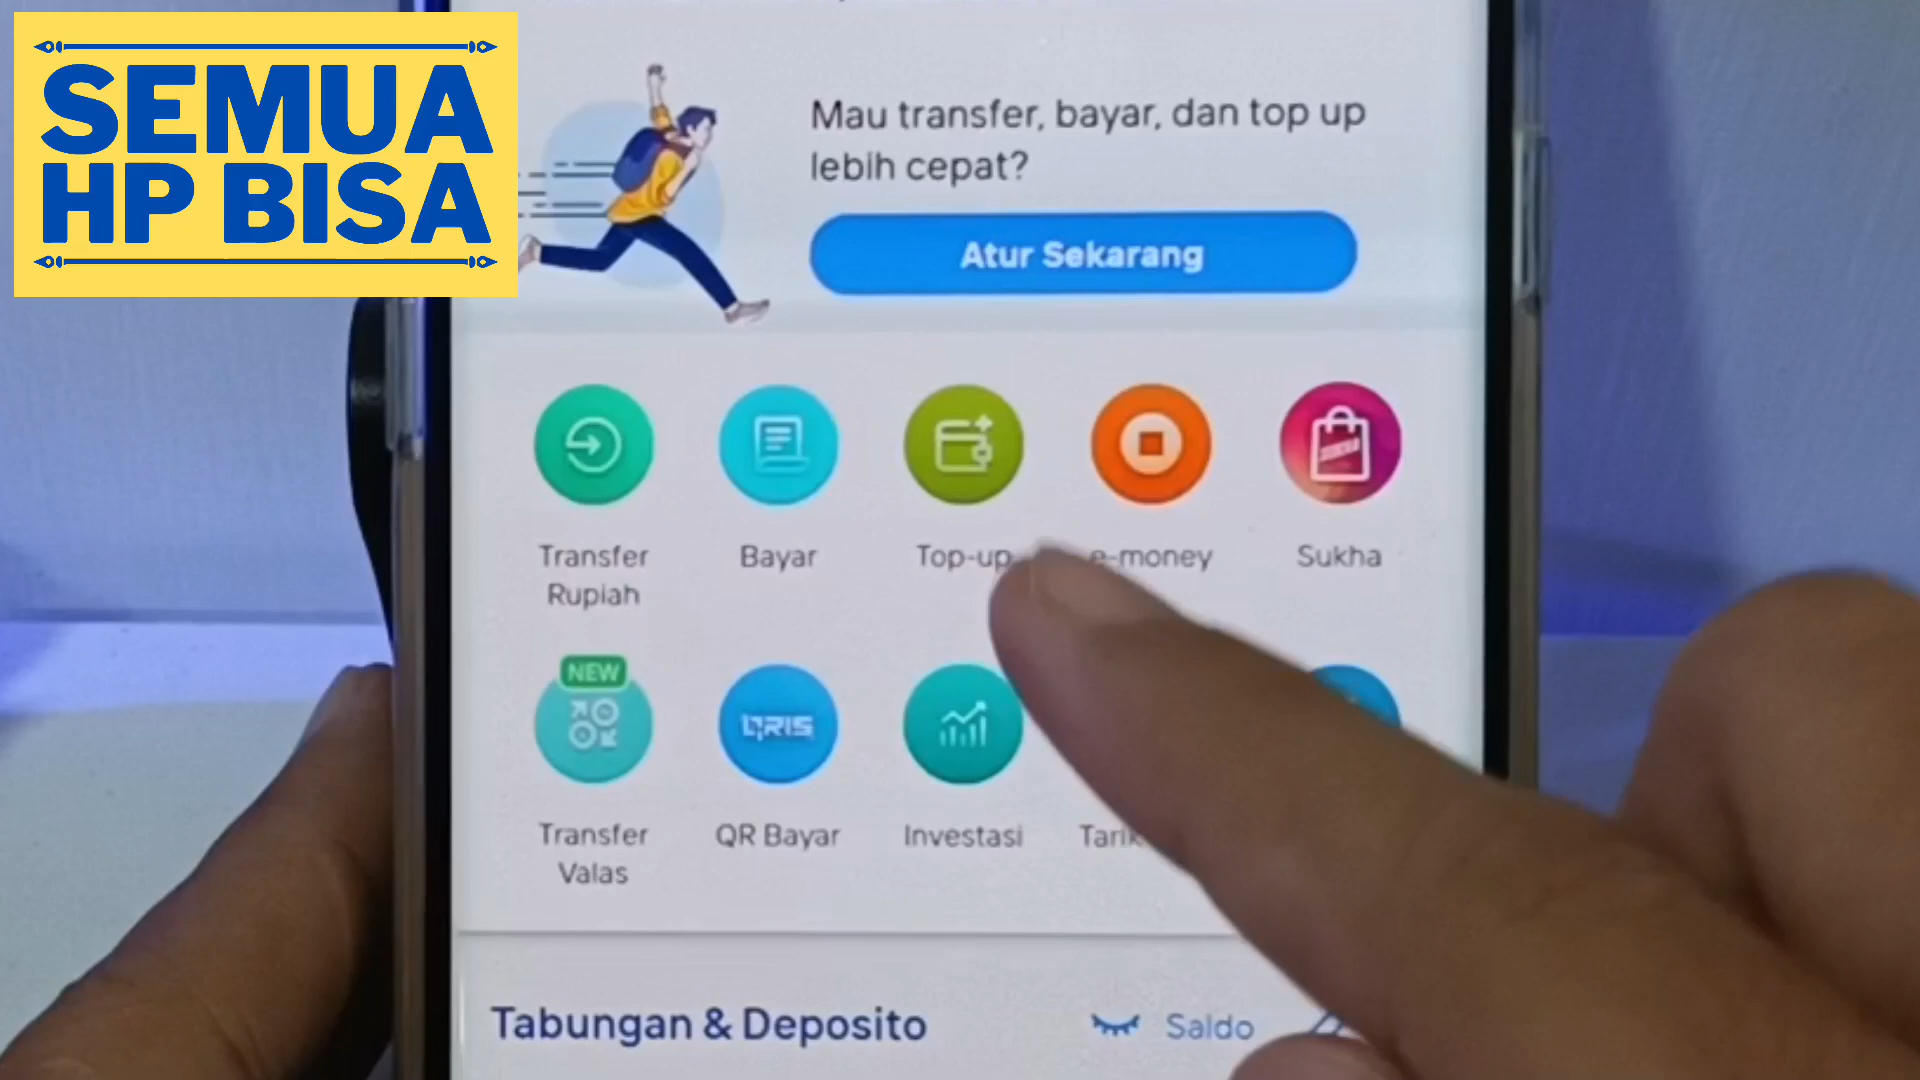 SEMUA
HP BISA
Mau transfer, bayar, dan top up
lebih cepat?
Atur Sekarang
Transfer
Rupiah
Bayar
Top-up
e-money
Sukha
NEW
Transfer
Valas
QRIS
QR Bayar
Investasi
Tarik
Tabungan & Deposito
Saldo